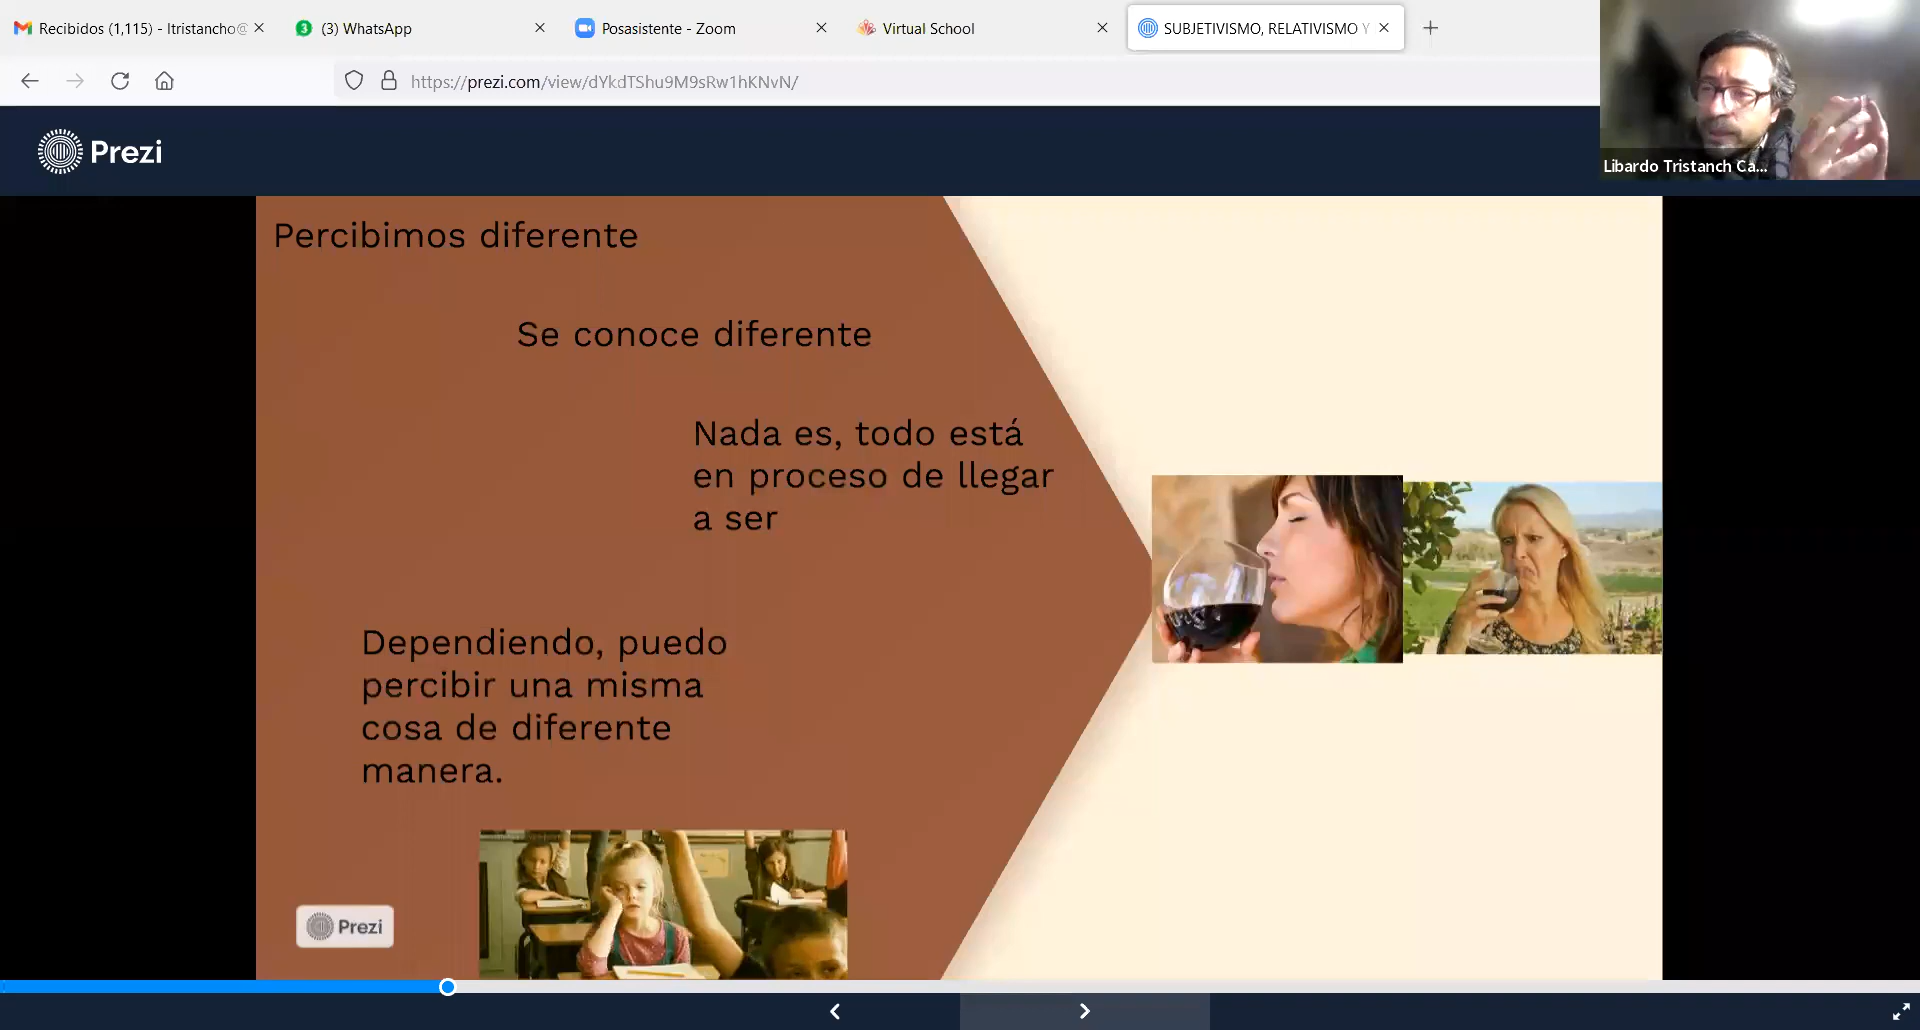 Recibidos (1,115) - ltristancho@
(3) WhatsApp
Posasistente - Zoom
Virtual School
SUBJETIVISMO, RELATIVISMO Y
https://prezi.com/view/dYkdTShu9M9sRw1hKNvN/
Prezi
Libardo Tristanch Ca...
Percibimos diferente
Se conoce diferente
Nada es, todo está
en proceso de llegar
a ser
Dependiendo, puedo
percibir una misma
cosa de diferente
manera.
Prezi